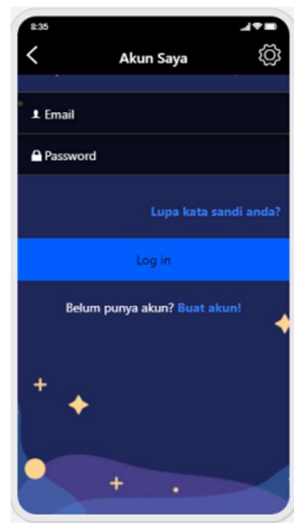 8:35
Akun Saya
Email
Password
Lupa kata sandi anda?
Log in
Belum punya akun? Buat akun!